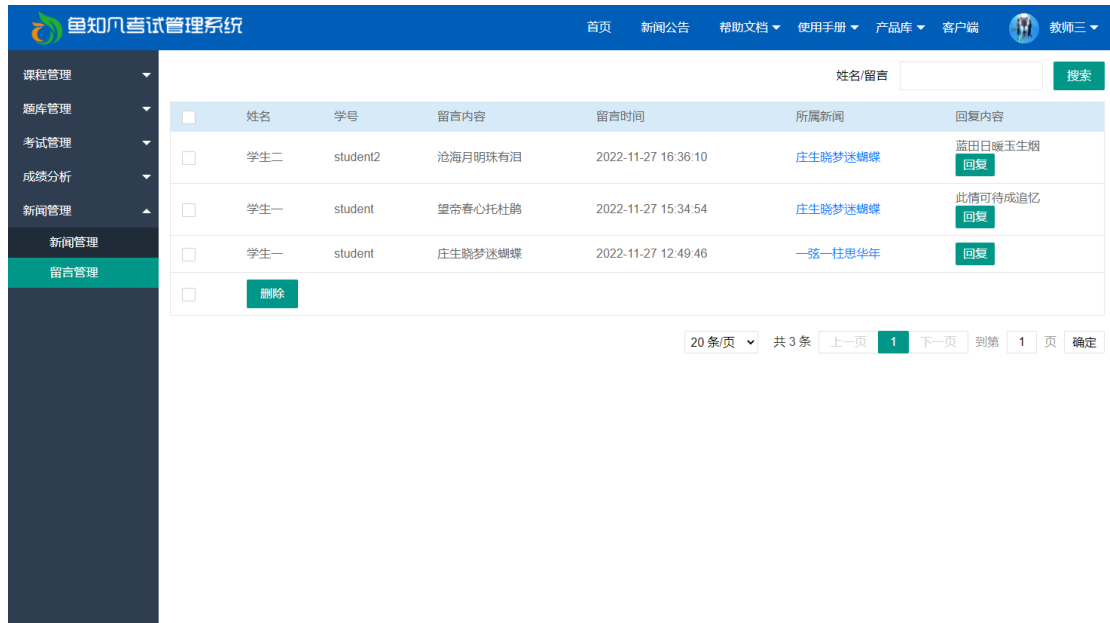 鱼知凡考试管理系统
首页 新闻公告 帮助文档 使用手册 产品库 客户端 教师三
课程管理
题库管理
考试管理
成绩分析
新闻管理
新闻管理
留言管理
姓名/留言 搜索
姓名 学号 留言内容 留言时间 所属新闻 回复内容
学生二 student2 沧海月明珠有泪 2022-11-27 16:36:10 庄生晓梦迷蝴蝶 蓝田日暖玉生烟
回复
学生一 student 望帝春心托杜鹃 2022-11-27 15:34:54 庄生晓梦迷蝴蝶 此情可待成追忆
回复
学生一 student 庄生晓梦迷蝴蝶 2022-11-27 12:49:46 一弦一柱思华年 回复
删除
20 条/页 共 3 条 上一页 1 下一页 到第 1 页 确定